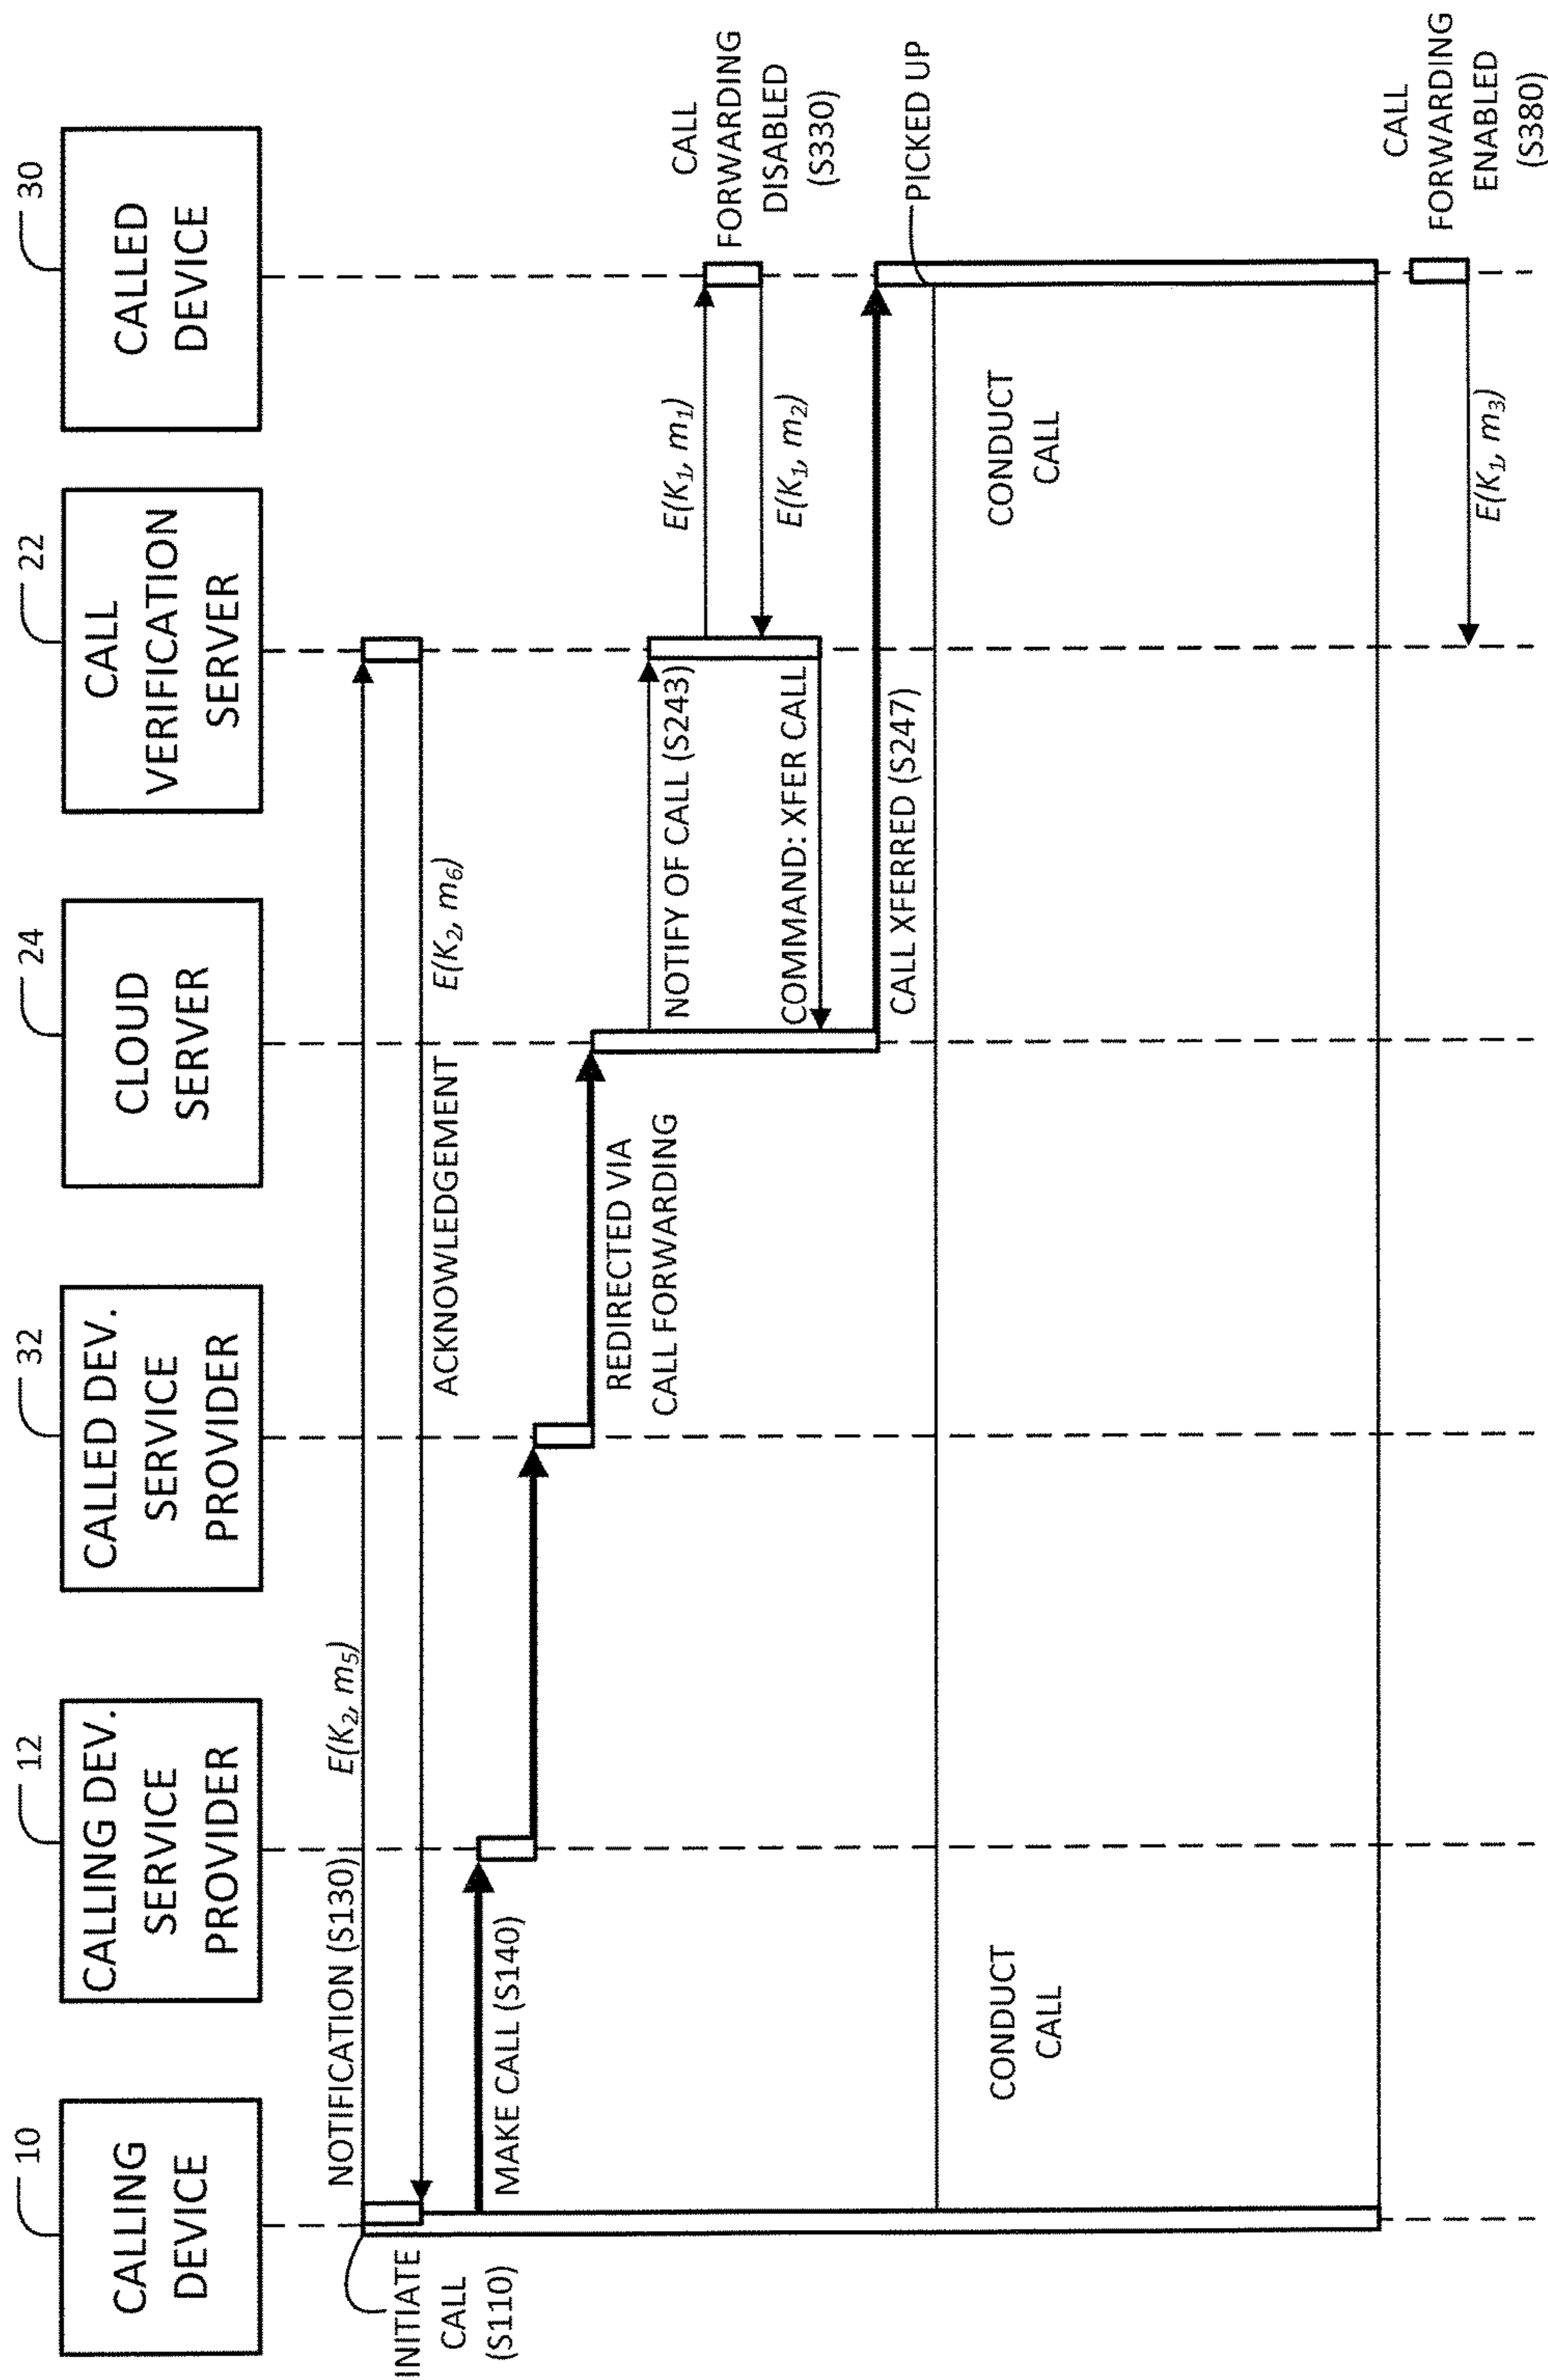 10
CALLING
DEVICE
12
CALLING DEV.
SERVICE
PROVIDER
32
CALLED DEV.
SERVICE
PROVIDER
24
CLOUD
SERVER
22
CALL
VERIFICATION
SERVER
30
CALLED
DEVICE
INITIATE
CALL
(S110)
NOTIFICATION (S130)
E(K₂, m₅)
ACKNOWLEDGEMENT
E(K₂, m₆)
MAKE CALL (S140)
REDIRECTED VIA
CALL FORWARDING
NOTIFY OF CALL (S243)
E(K₁, m₁)
CALL
FORWARDING
DISABLED
(S330)
E(K₁, m₂)
COMMAND: XFER CALL
CALL XFERRED (S247)
PICKED UP
CONDUCT
CALL
CONDUCT
CALL
CALL
FORWARDING
ENABLED
(S380)
E(K₁, m₃)